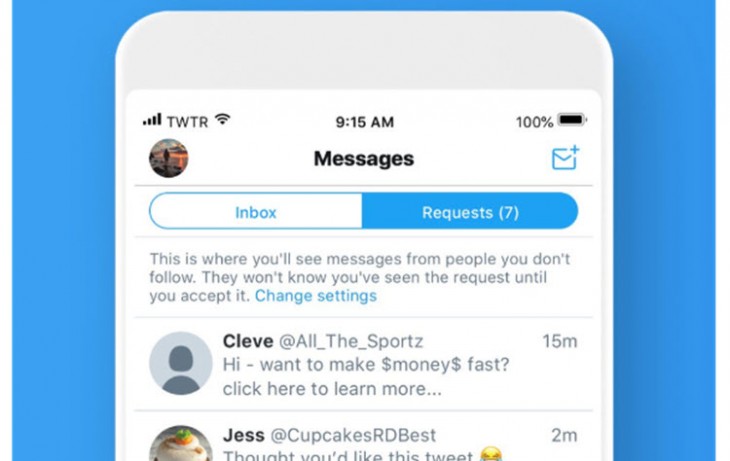 TWTR 9:15 AM 100%
Messages
Inbox Requests (7)
This is where you'll see messages from people you don't
follow. They won't know you've seen the request until
you accept it. Change settings
Cleve @All_The_Sportz 15m
Hi - want to make $money$ fast?
click here to learn more...
Jess @CupcakesRDBest 2m
Thought you'd like this tweet 😂